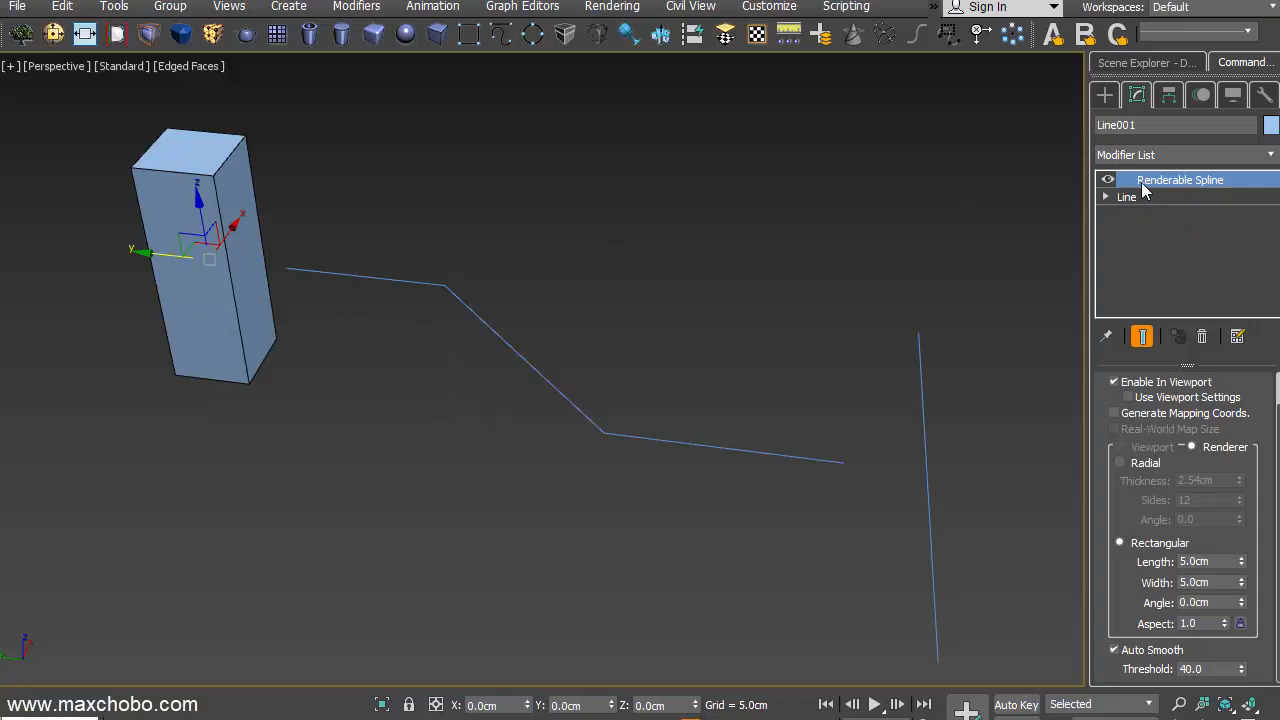 File Edit Tools Group Views Create Modifiers Animation Graph Editors Rendering Civil View Customize Scripting » Sign In Workspaces: Default
A B C
[+] [Perspective] [Standard] [Edged Faces]
Scene Explorer - D... Command...
Line001
Modifier List
Renderable Spline
Line
z
x
y
Enable In Viewport
Use Viewport Settings
Generate Mapping Coords.
Real-World Map Size
Viewport Renderer
Radial
Thickness: 2.54cm
Sides: 12
Angle: 0.0
Rectangular
Length: 5.0cm
Width: 5.0cm
Angle: 0.0cm
Aspect: 1.0
Auto Smooth
Threshold: 40.0
z
www.maxchobo.com X: 0.0cm Y: 0.0cm Z: 0.0cm Grid = 5.0cm Auto Key Selected